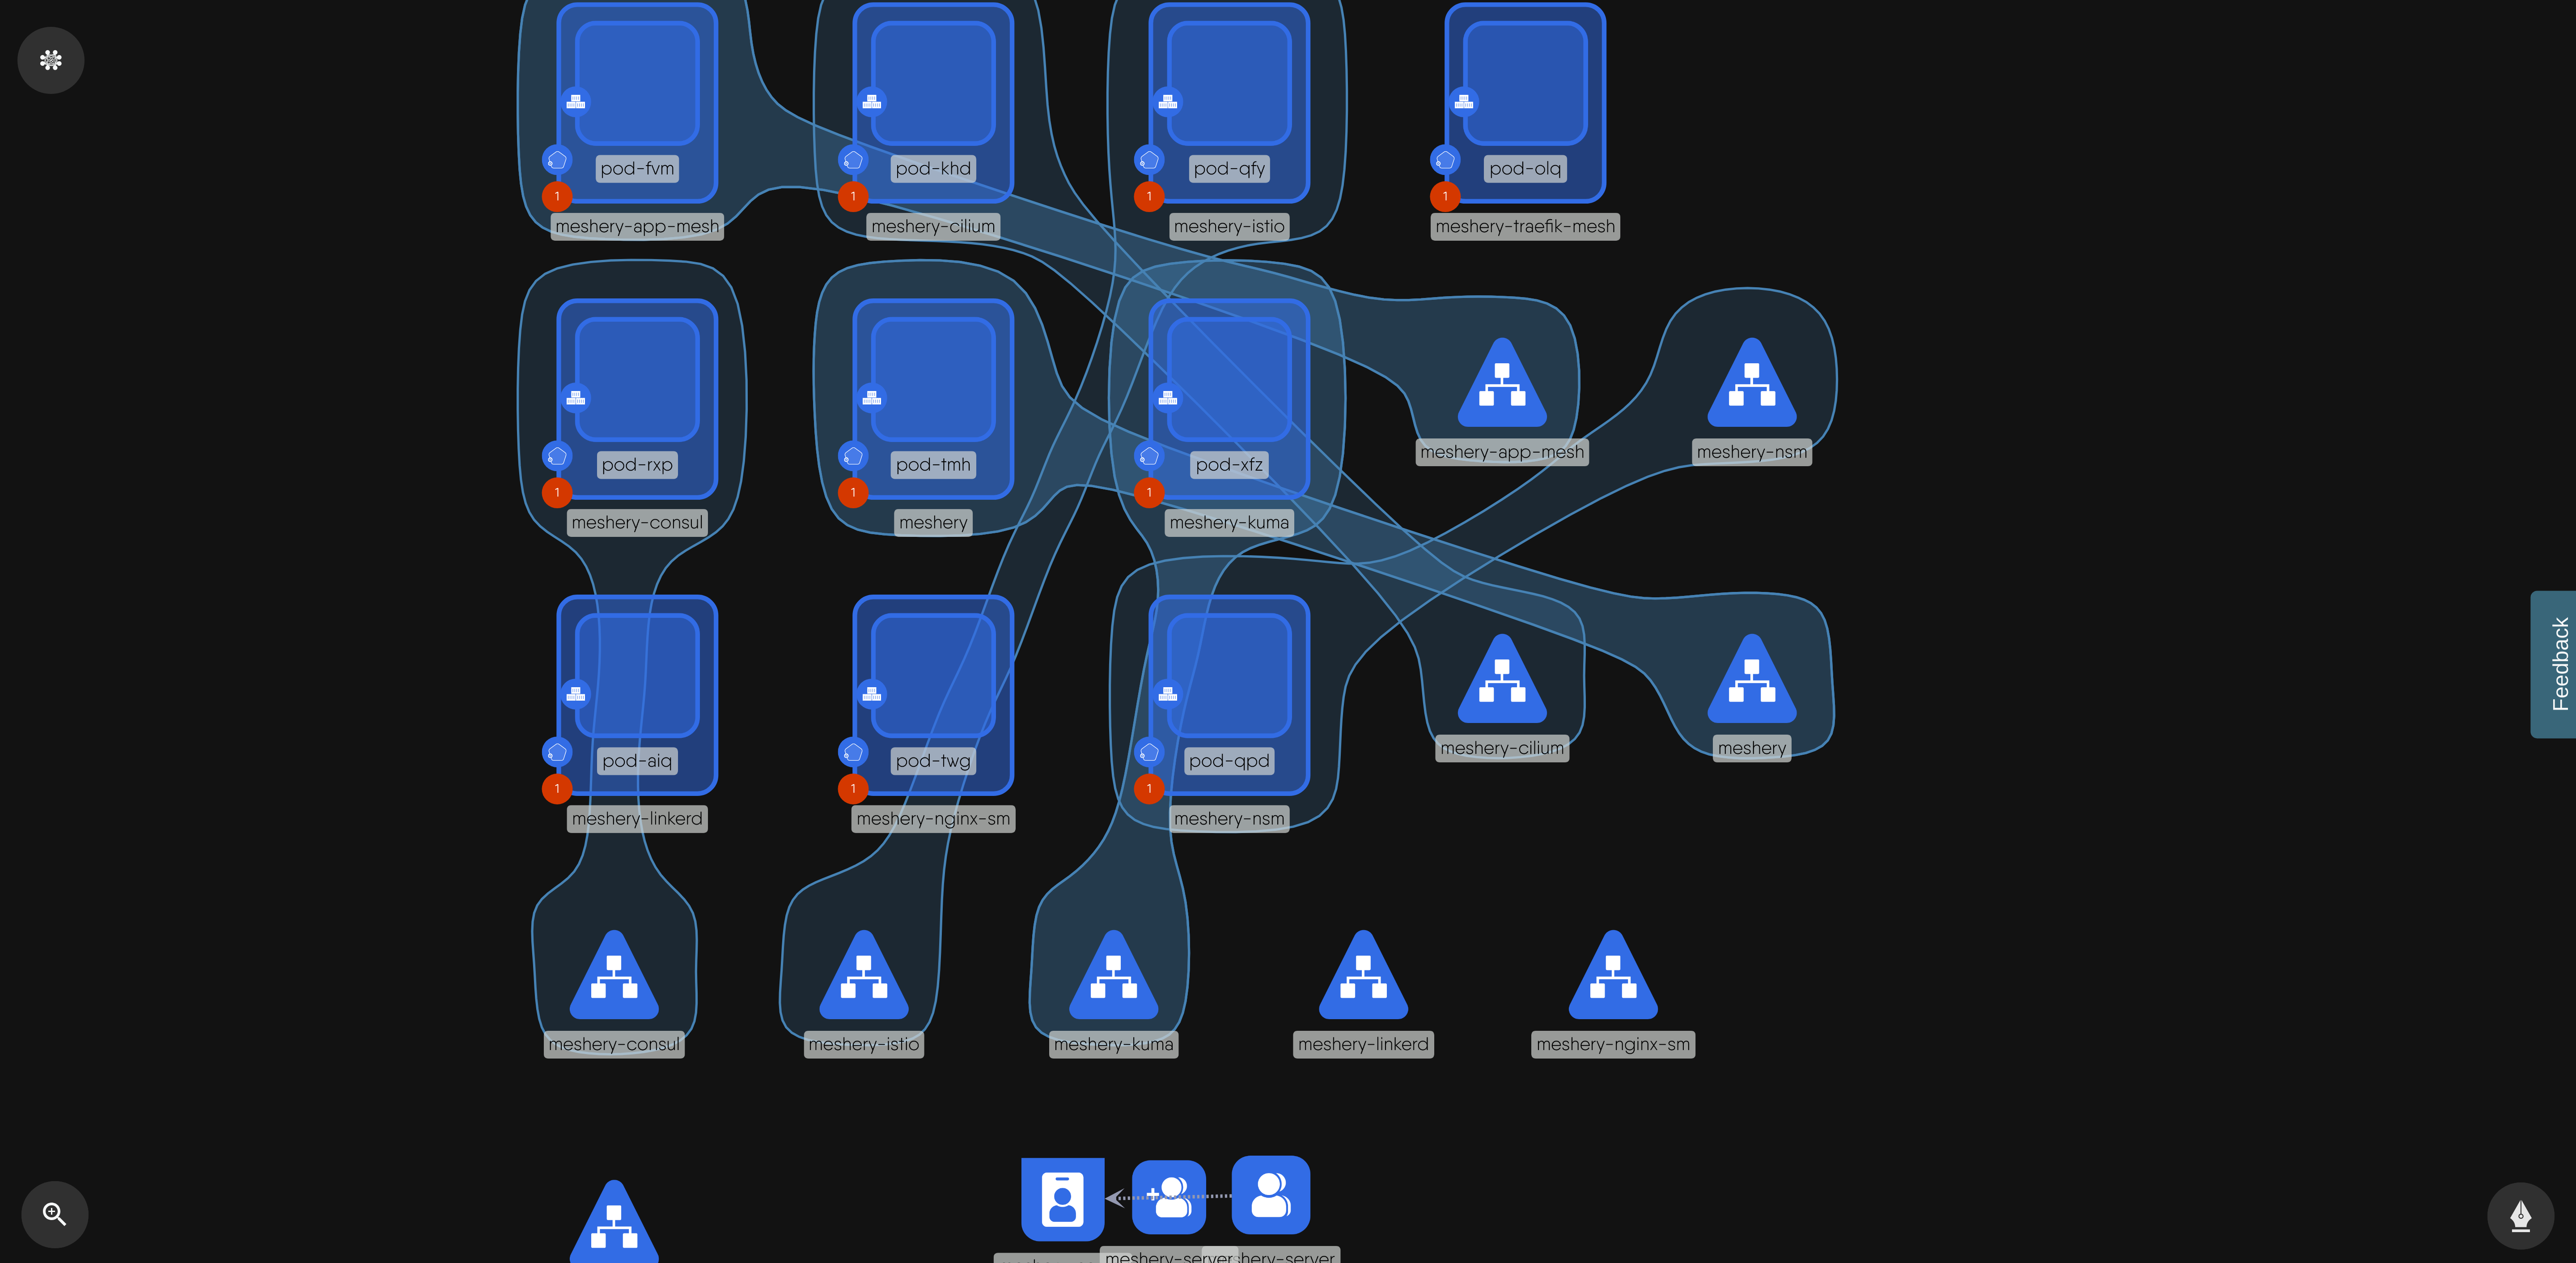 pod-fvm
pod-khd
pod-qfy
pod-olq
1
1
1
1
meshery-app-mesh
meshery-cilium
meshery-istio
meshery-traefik-mesh
meshery-app-mesh
meshery-nsm
pod-rxp
pod-tmh
pod-xfz
1
1
1
meshery-consul
meshery
meshery-kuma
Feedback
meshery-cilium
meshery
pod-aiq
pod-twg
pod-qpd
1
1
1
meshery-linkerd
meshery-nginx-sm
meshery-nsm
meshery-consul
meshery-istio
meshery-kuma
meshery-linkerd
meshery-nginx-sm
meshery-server